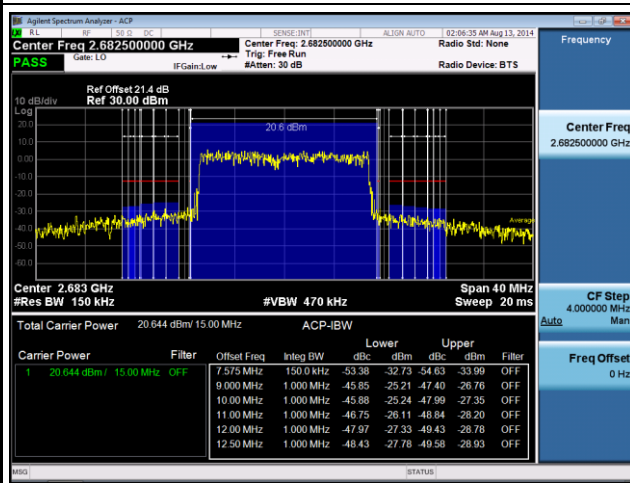 Agilent Spectrum Analyzer - ACP
RL RF 50 Ω DC SENSE:INT ALIGN AUTO 02:06:35 AM Aug 13, 2014
Center Freq 2.682500000 GHz Center Freq: 2.682500000 GHz Radio Std: None
Gate: LO Trig: Free Run
PASS IFGain:Low #Atten: 30 dB Radio Device: BTS
Ref Offset 21.4 dB
10 dB/div Ref 30.00 dBm
Log
20.0
10.0
0.00
-10.0
-20.0
-30.0
-40.0
-50.0
-60.0
20.6 dBm
Average
Center 2.683 GHz Span 40 MHz
#Res BW 150 kHz #VBW 470 kHz Sweep 20 ms
Total Carrier Power 20.644 dBm/ 15.00 MHz ACP-IBW
Lower Upper
Carrier Power Filter Offset Freq Integ BW dBc dBm dBc dBm Filter
1 20.644 dBm / 15.00 MHz OFF 7.575 MHz 150.0 kHz -53.38 -32.73 -54.63 -33.99 OFF
9.000 MHz 1.000 MHz -45.85 -25.21 -47.40 -26.76 OFF
10.00 MHz 1.000 MHz -45.88 -25.24 -47.99 -27.35 OFF
11.00 MHz 1.000 MHz -46.75 -26.11 -48.84 -28.20 OFF
12.00 MHz 1.000 MHz -47.97 -27.33 -49.43 -28.78 OFF
12.50 MHz 1.000 MHz -48.43 -27.78 -49.58 -28.93 OFF
MSG STATUS
Frequency
Center Freq
2.682500000 GHz
CF Step
4.000000 MHz
Auto Man
Freq Offset
0 Hz